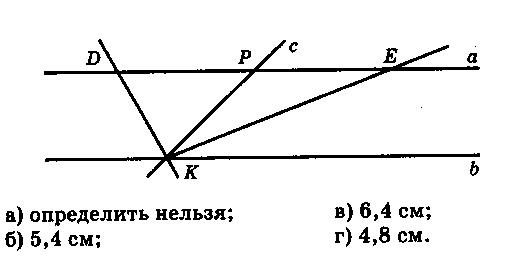 D P c E a
K b
а) определить нельзя; в) 6,4 см;
б) 5,4 см; г) 4,8 см.